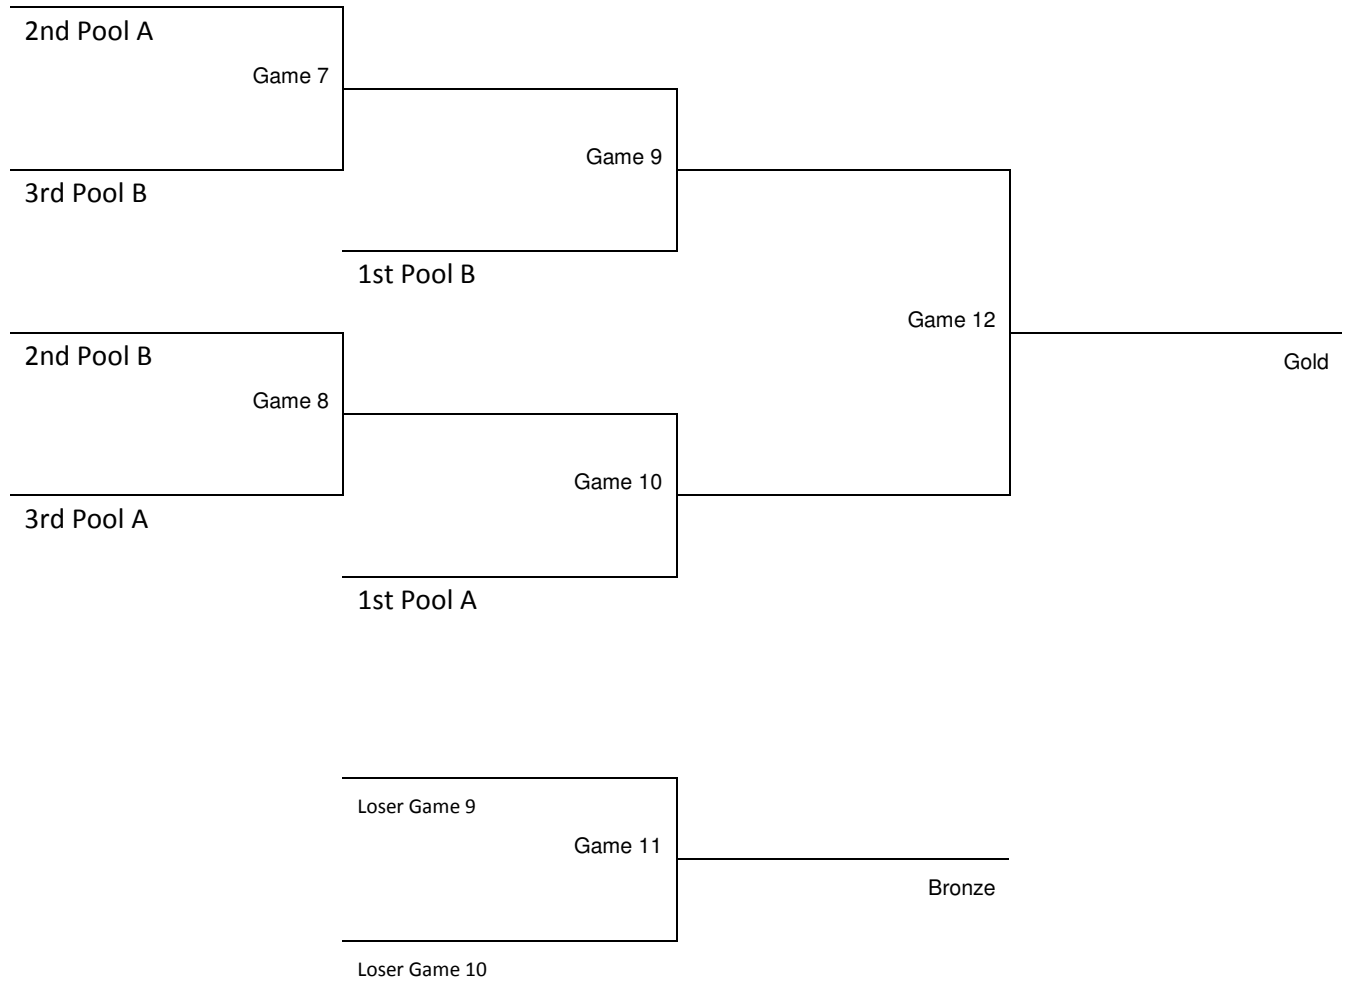 2nd Pool A
Game 7
Game 9
3rd Pool B
1st Pool B
Game 12
2nd Pool B
Gold
Game 8
Game 10
3rd Pool A
1st Pool A
Loser Game 9
Game 11
Bronze
Loser Game 10